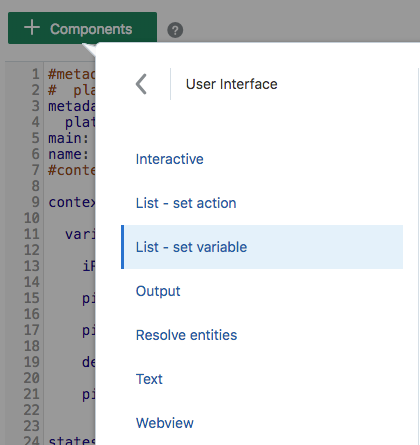 + Components ?
User Interface
1 #metad
2 # pla
3 metada
4 plat
5 main:
6 name:
7 #conte
8
9 contex
10
11 vari
12
13 iP
14
15 pi
16
17 pi
18
19 de
20
21 pi
22
23
24 states
Interactive
List - set action
List - set variable
Output
Resolve entities
Text
Webview